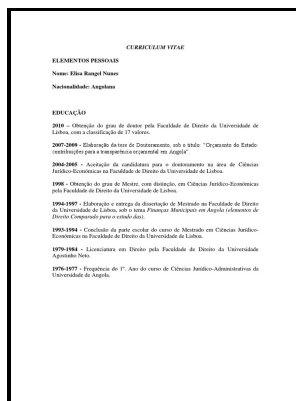 CURRICULUM VITAE
ELEMENTOS PESSOAIS
Nome: Elisa Rangel Nunes
Nacionalidade: Angolana
EDUCAÇÃO
2010 – Obtenção do grau de doutor pela Faculdade de Direito da Universidade de
Lisboa, com a classificação de 17 valores.
2007-2009 - Elaboração da tese de Doutoramento, sob o título: "Orçamento de Estado:
contribuições para a transparência orçamental em Angola".
2004-2005 - Aceitação da candidatura para o doutoramento na área de Ciências
Jurídico-Económicas na Faculdade de Direito da Universidade de Lisboa.
1998 - Obtenção do grau de Mestre, com distinção, em Ciências Jurídico-Económicas
pela Faculdade de Direito da Universidade de Lisboa.
1994-1997 - Elaboração e entrega da dissertação de Mestrado na Faculdade de Direito
da Universidade de Lisboa, sob o tema Finanças Municipais em Angola (elementos de
Direito Comparado para o estudo das).
1993-1994 - Conclusão da parte escolar do curso de Mestrado em Ciências Jurídico-
Económicas na Faculdade de Direito da Universidade de Lisboa.
1979-1984 - Licenciatura em Direito pela Faculdade de Direito da Universidade
Agostinho Neto.
1976-1977 - Frequência do 1º. Ano do curso de Ciências Jurídico-Administrativas da
Universidade de Angola.